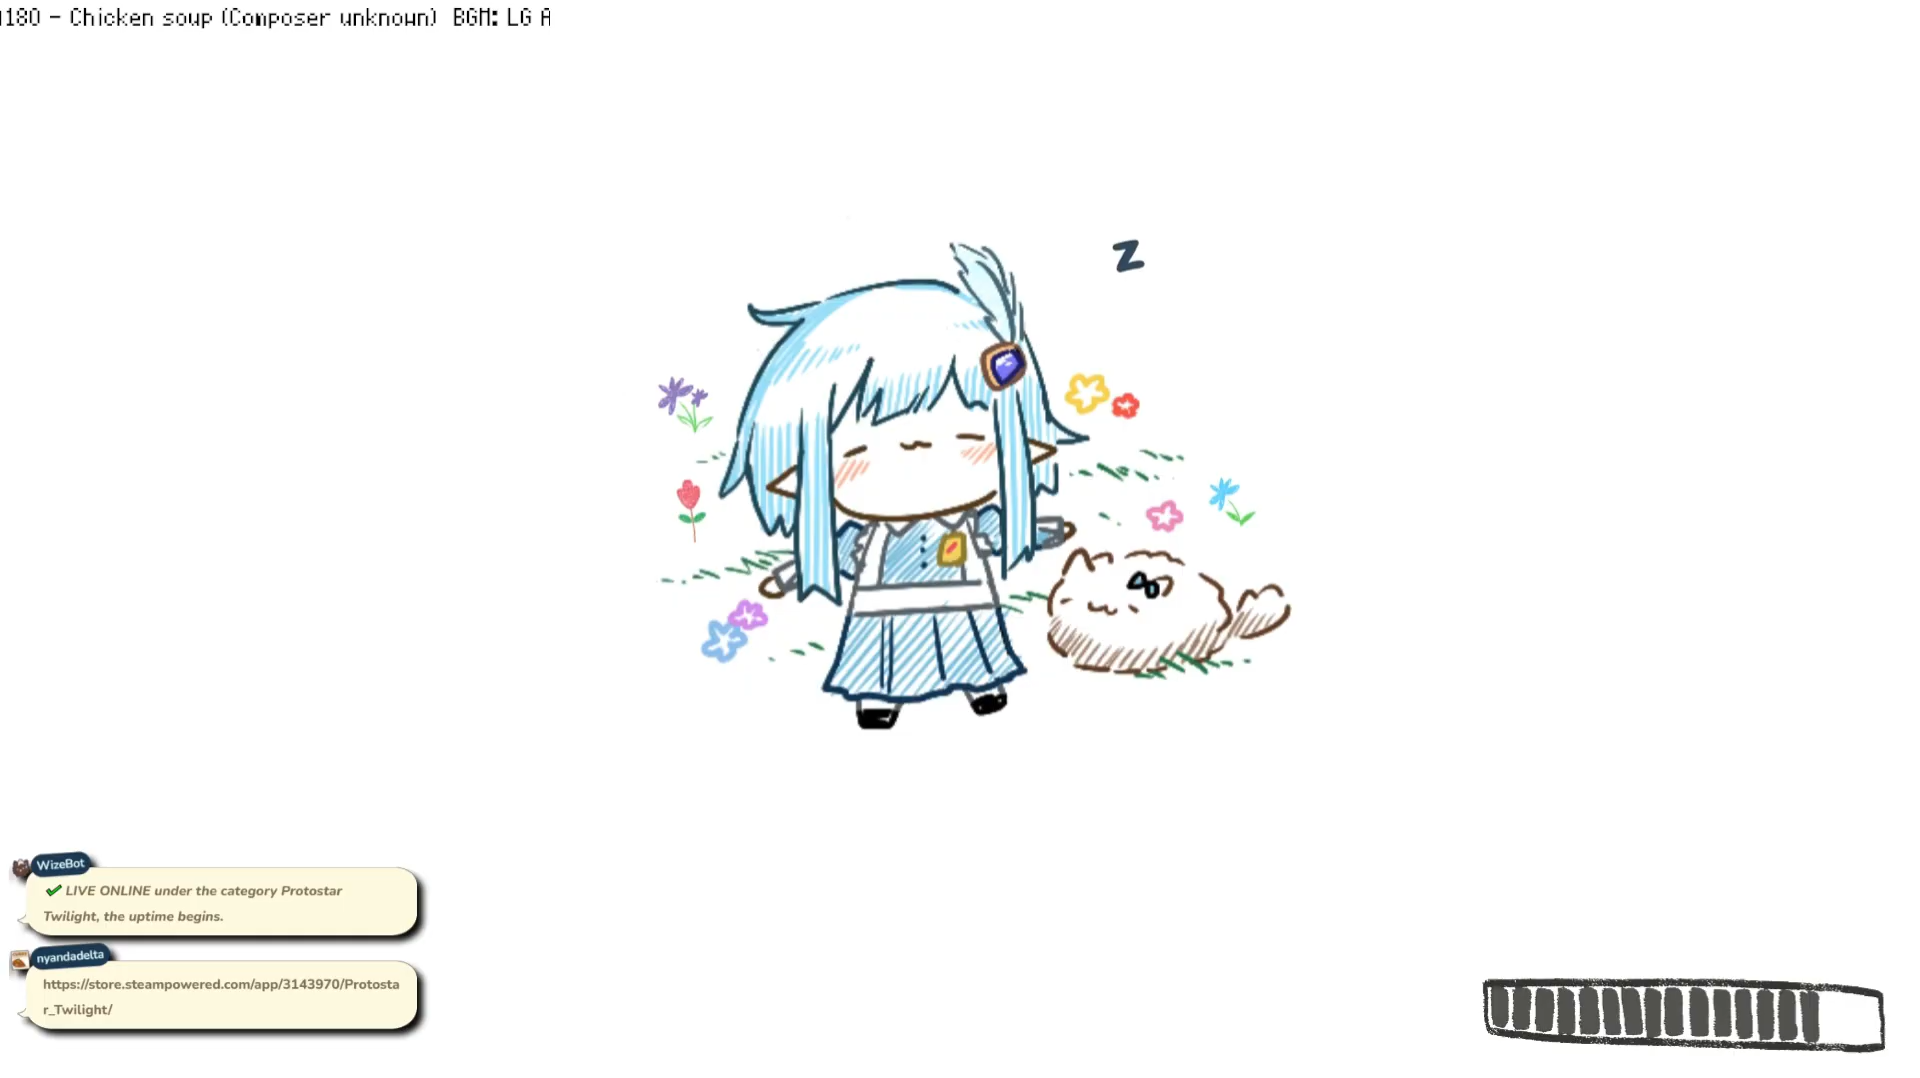 180 - Chicken soup (Composer unknown)  BGM: LG A
z
WizeBot
LIVE ONLINE under the category Protostar
Twilight, the uptime begins.
nyandadelta
https://store.steampowered.com/app/3143970/Protosta
r_Twilight/